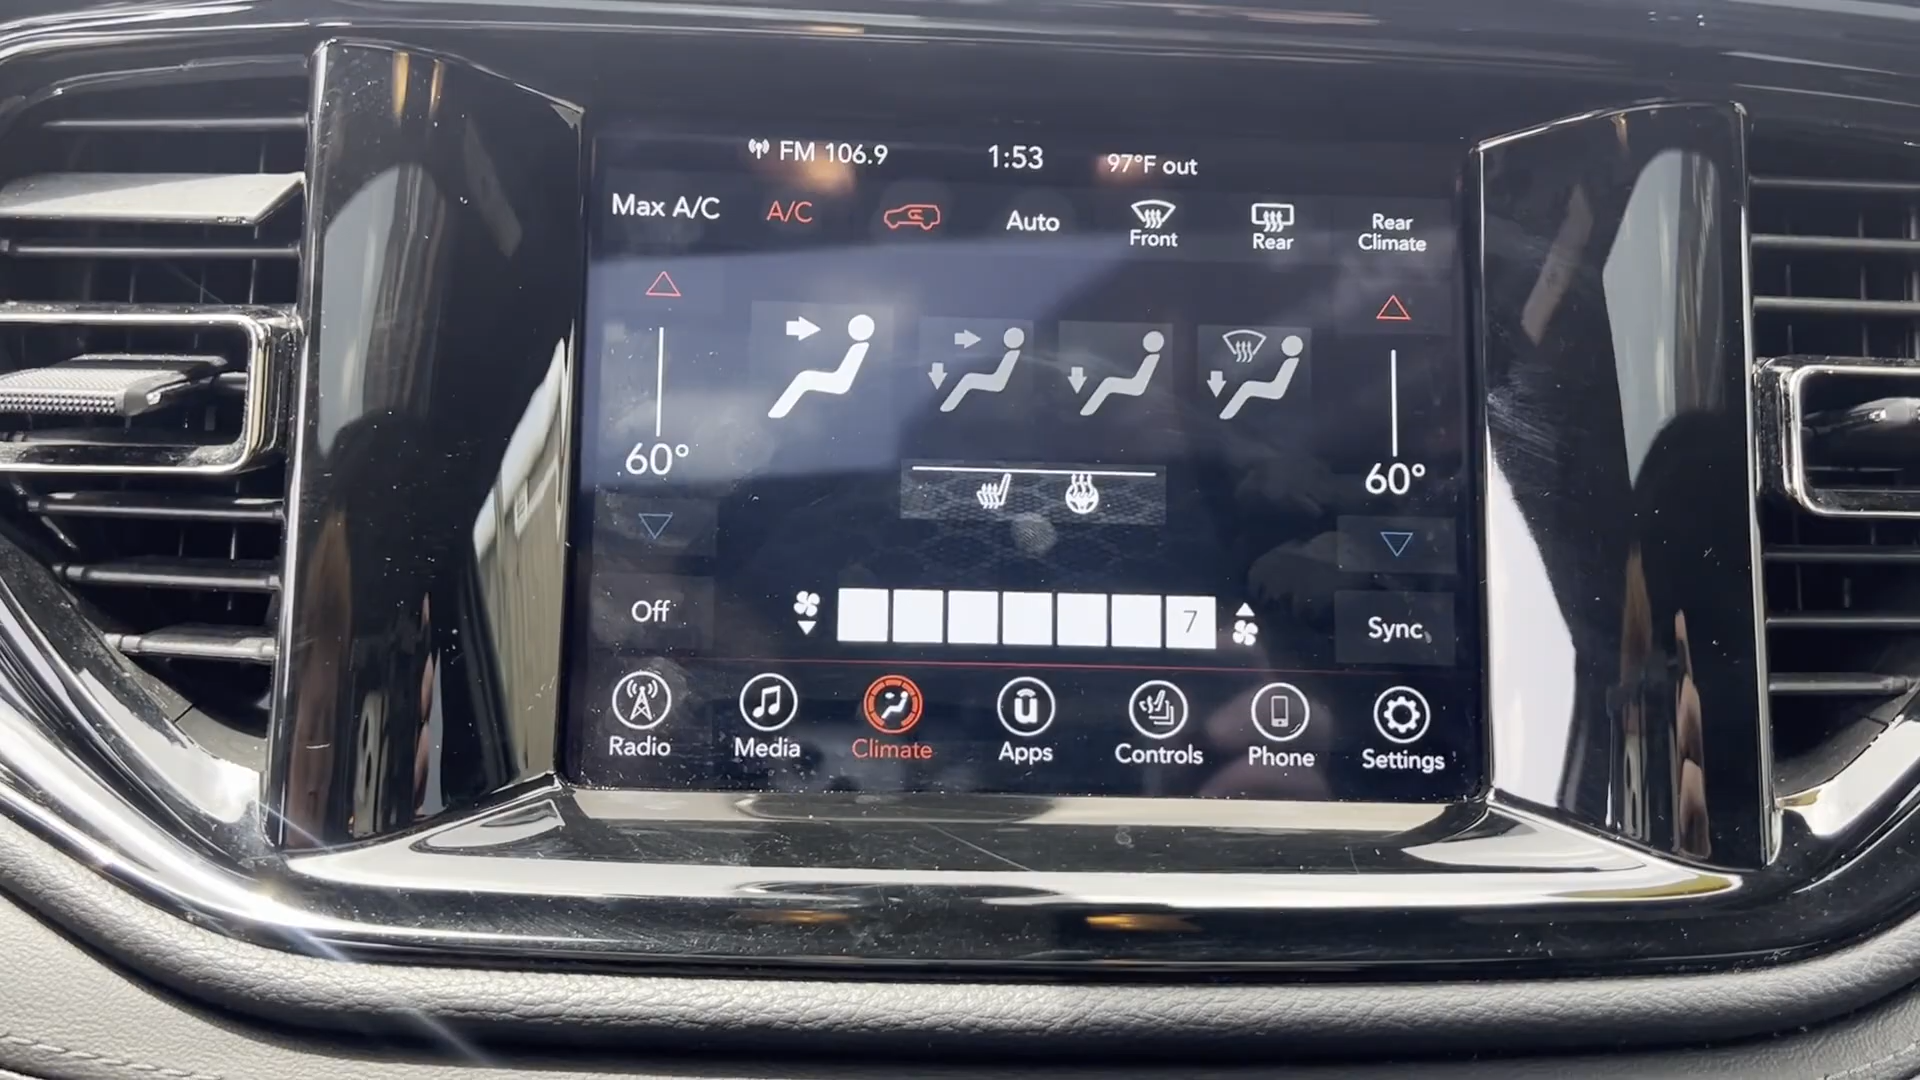 FM 106.9 1:53 97°F out
Max A/C A/C Auto Front Rear Rear Climate
60° 60°
Off 7 Sync
Radio Media Climate Apps Controls Phone Settings